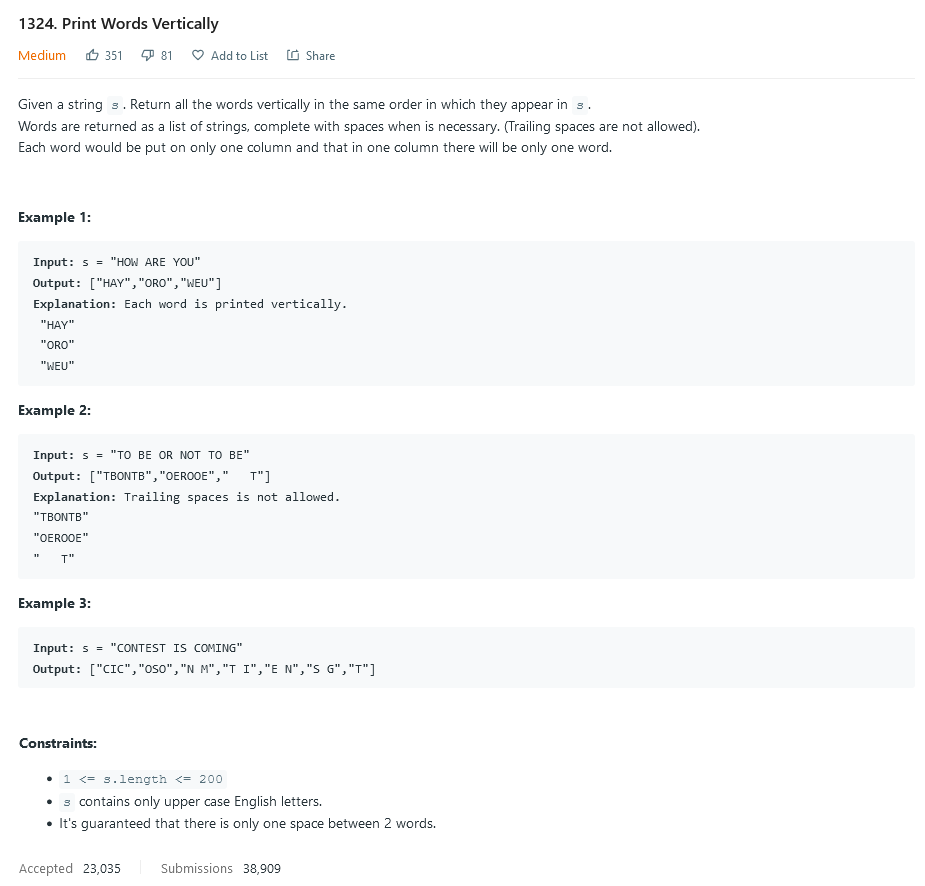 1324. Print Words Vertically
Medium 351 81 Add to List Share
Given a string s. Return all the words vertically in the same order in which they appear in s.
Words are returned as a list of strings, complete with spaces when is necessary. (Trailing spaces are not allowed).
Each word would be put on only one column and that in one column there will be only one word.
Example 1:
Input: s = "HOW ARE YOU"
Output: ["HAY","ORO","WEU"]
Explanation: Each word is printed vertically.
 "HAY"
 "ORO"
 "WEU"
Example 2:
Input: s = "TO BE OR NOT TO BE"
Output: ["TBONTB","OEROOE","   T"]
Explanation: Trailing spaces is not allowed.
"TBONTB"
"OEROOE"
"   T"
Example 3:
Input: s = "CONTEST IS COMING"
Output: ["CIC","OSO","N M","T I","E N","S G","T"]
Constraints:
• 1 <= s.length <= 200
• s contains only upper case English letters.
• It's guaranteed that there is only one space between 2 words.
Accepted 23,035 Submissions 38,909